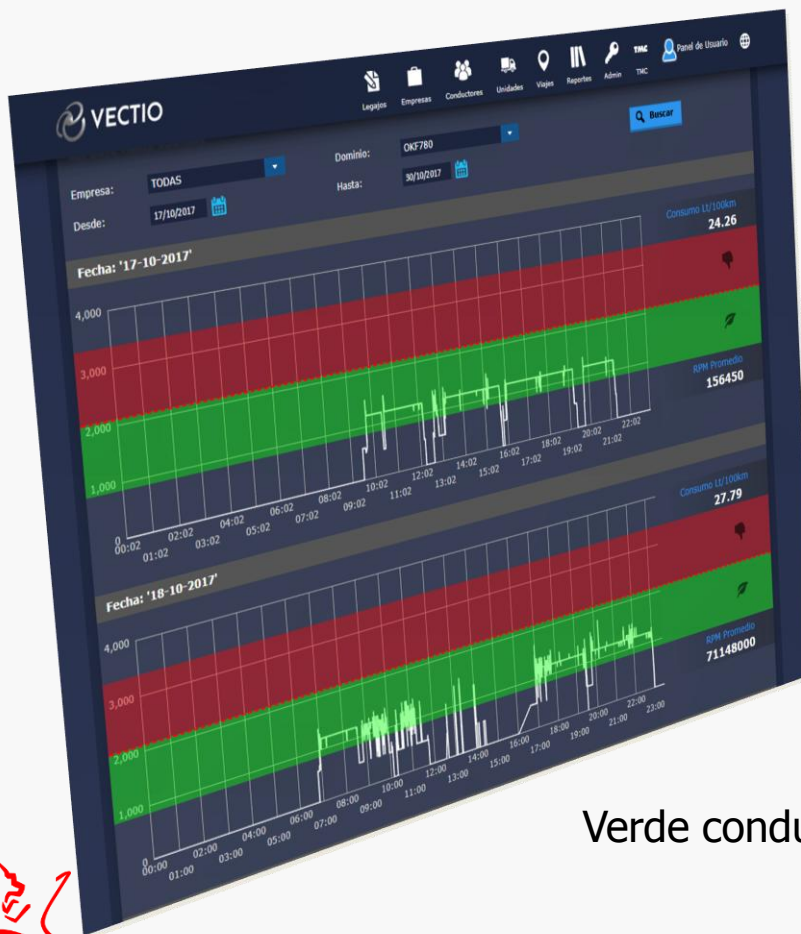 VECTIO
Legajos Empresas Conductores Unidades Viajes Reportes Admin TMC Panel de Usuario
TMC
Empresa: TODAS Dominio: OKF780 Buscar
Desde: 17/10/2017 Hasta: 30/10/2017
Fecha: '17-10-2017'
Consumo Lt/100km
24.26
4,000
3,000
2,000
1,000
0
RPM Promedio
156450
00:02 01:02 02:02 03:02 04:02 05:02 06:02 07:02 08:02 09:02 10:02 11:02 12:02 13:02 14:02 15:02 16:02 17:02 18:02 19:02 20:02 21:02 22:02
Fecha: '18-10-2017'
Consumo Lt/100km
27.79
4,000
3,000
2,000
1,000
0
RPM Promedio
71148000
00:00 01:00 02:00 03:00 04:00 05:00 06:00 07:00 08:00 09:00 10:00 11:00 12:00 13:00 14:00 15:00 16:00 17:00 18:00 19:00 20:00 21:00 22:00 23:00
Verde condu